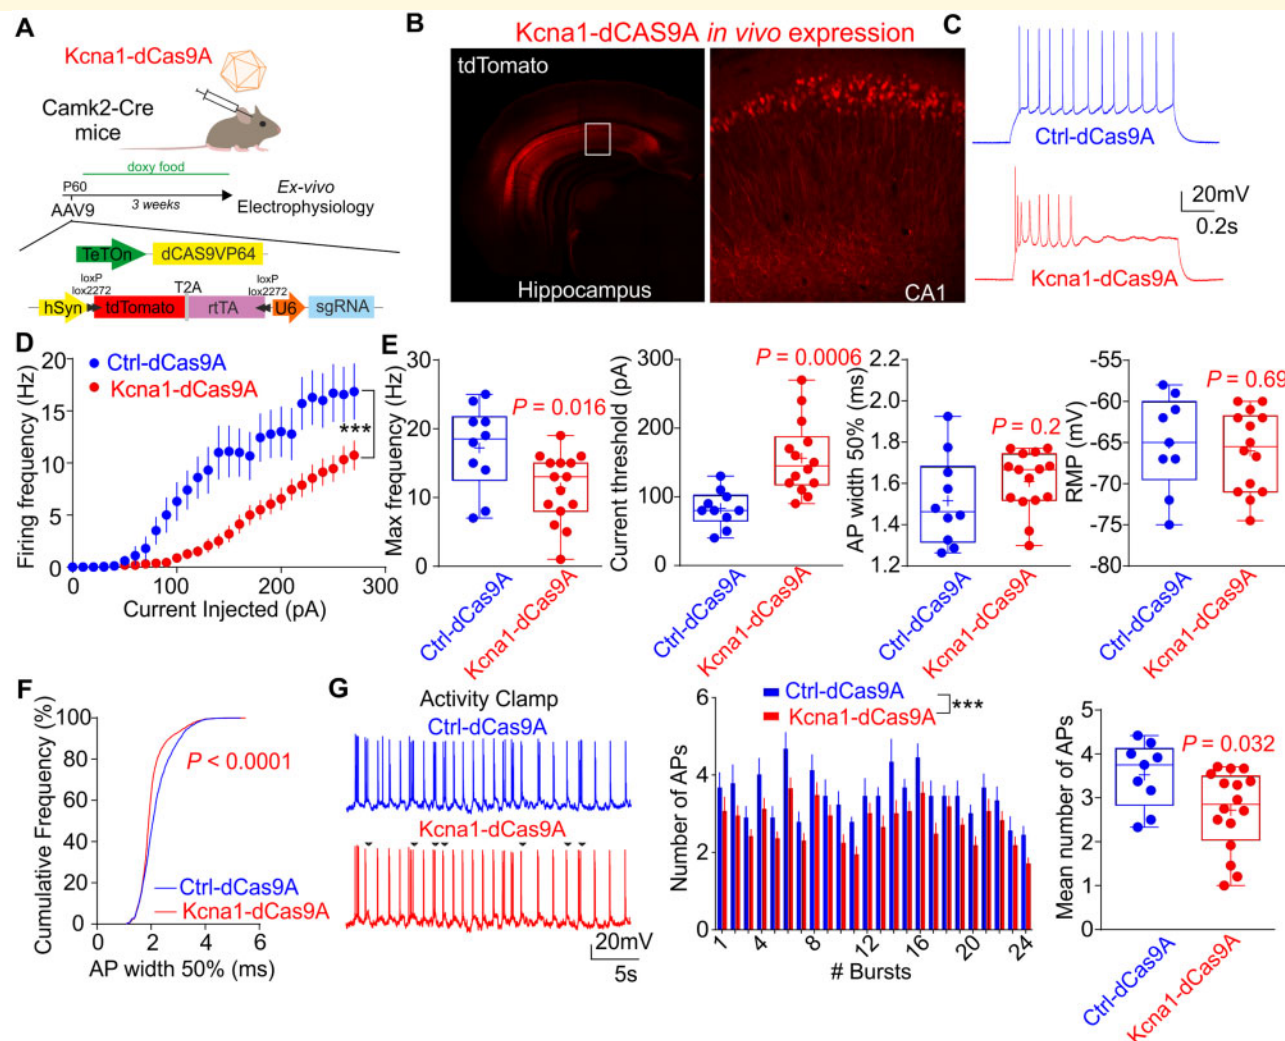 A
Kcna1-dCas9A
Camk2-Cre
mice
doxy food
P60
3 weeks
AAV9
Ex-vivo
Electrophysiology
TeTOn
dCAS9VP64
loxP
lox2272
T2A
loxP
lox2272
hSyn
tdTomato
rtTA
U6
sgRNA
B
Kcna1-dCAS9A in vivo expression
tdTomato
Hippocampus
CA1
C
Ctrl-dCas9A
20mV
0.2s
Kcna1-dCas9A
D
Ctrl-dCas9A
Kcna1-dCas9A
Firing frequency (Hz)
20
15
10
5
0
***
0 100 200 300
Current Injected (pA)
E
Max frequency (Hz)
30
20
10
0
P = 0.016
Ctrl-dCas9A
Kcna1-dCas9A
Current threshold (pA)
300
200
100
0
P = 0.0006
Ctrl-dCas9A
Kcna1-dCas9A
AP width 50% (ms)
2.2
2.0
1.8
1.6
1.4
1.2
P = 0.2
Ctrl-dCas9A
Kcna1-dCas9A
RMP (mV)
-55
-60
-65
-70
-75
-80
P = 0.69
Ctrl-dCas9A
Kcna1-dCas9A
F
Cumulative Frequency (%)
100
80
60
40
20
0
P < 0.0001
Ctrl-dCas9A
Kcna1-dCas9A
0 2 4 6
AP width 50% (ms)
G
Activity Clamp
Ctrl-dCas9A
Kcna1-dCas9A
20mV
5s
Number of APs
6
4
2
0
Ctrl-dCas9A
Kcna1-dCas9A
***
1 4 8 12 16 20 24
# Bursts
Mean number of APs
5
4
3
2
1
0
P = 0.032
Ctrl-dCas9A
Kcna1-dCas9A